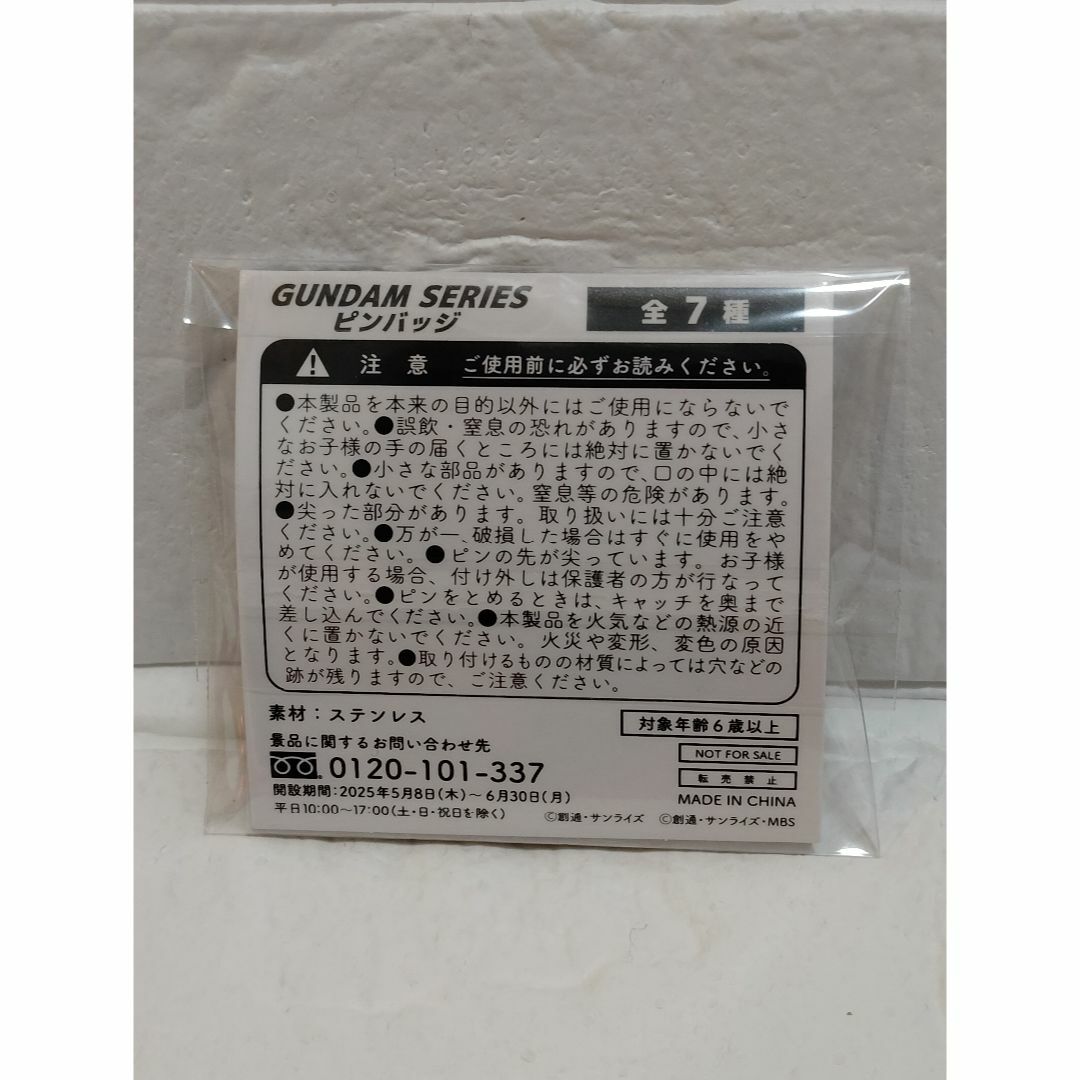 GUNDAM SERIES
ピンバッジ
全7種
注意 ご使用前に必ずお読みください。
●本製品を本来の目的以外にはご使用にならないで
ください。●誤飲・窒息の恐れがありますので、小さ
なお子様の手の届くところには絶対に置かないでく
ださい。●小さな部品がありますので、口の中には絶
対に入れないでください。窒息等の危険があります。
●尖った部分があります。取り扱いには十分ご注意
ください。●万が一、破損した場合はすぐに使用をや
めてください。●ピンの先が尖っています。お子様
が使用する場合、付け外しは保護者の方が行なって
ください。●ピンをとめるときは、キャッチを奥まで
差し込んでください。●本製品を火気などの熱源の近
くに置かないでください。火災や変形、変色の原因
となります。●取り付けるものの材質によっては穴などの
跡が残りますので、ご注意ください。
素材：ステンレス
対象年齢6歳以上
景品に関するお問い合わせ先
NOT FOR SALE
0120-101-337
転売禁止
開設期間：2025年5月8日(木)～6月30日(月)
MADE IN CHINA
平日10:00～17:00(土・日・祝日を除く)
©創通・サンライズ ©創通・サンライズ・MBS